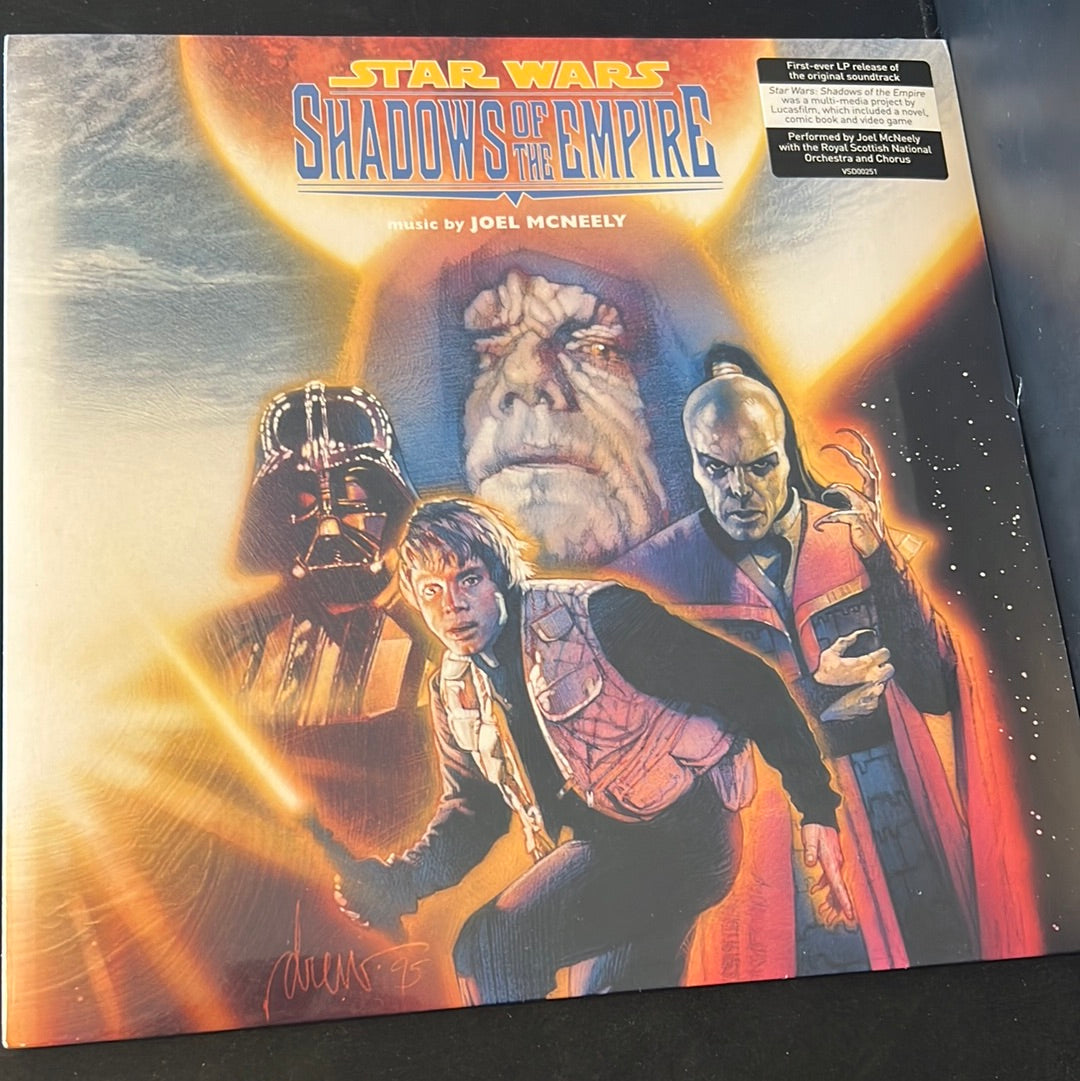 STAR WARS
SHADOWS OF THE EMPIRE
music by JOEL MCNEELY
First-ever LP release of
the original soundtrack
Star Wars: Shadows of the Empire
was a multi-media project by
Lucasfilm, which included a novel,
comic book and video game
Performed by Joel McNeely
with the Royal Scottish National
Orchestra and Chorus
VSD00251
drew. 95